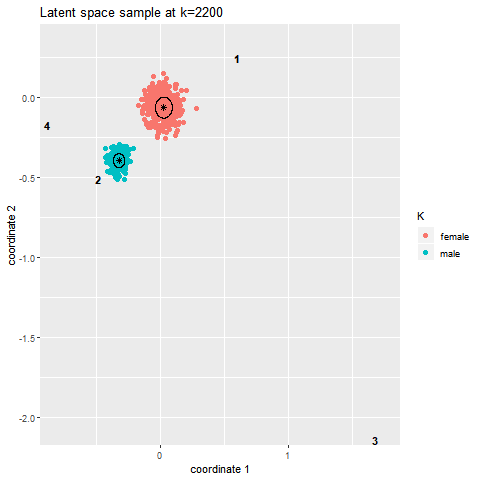 Latent space sample at k=2200
1
0.0
4
-0.5
2
coordinate 2
-1.0
-1.5
-2.0
3
0
1
coordinate 1
K
female
male